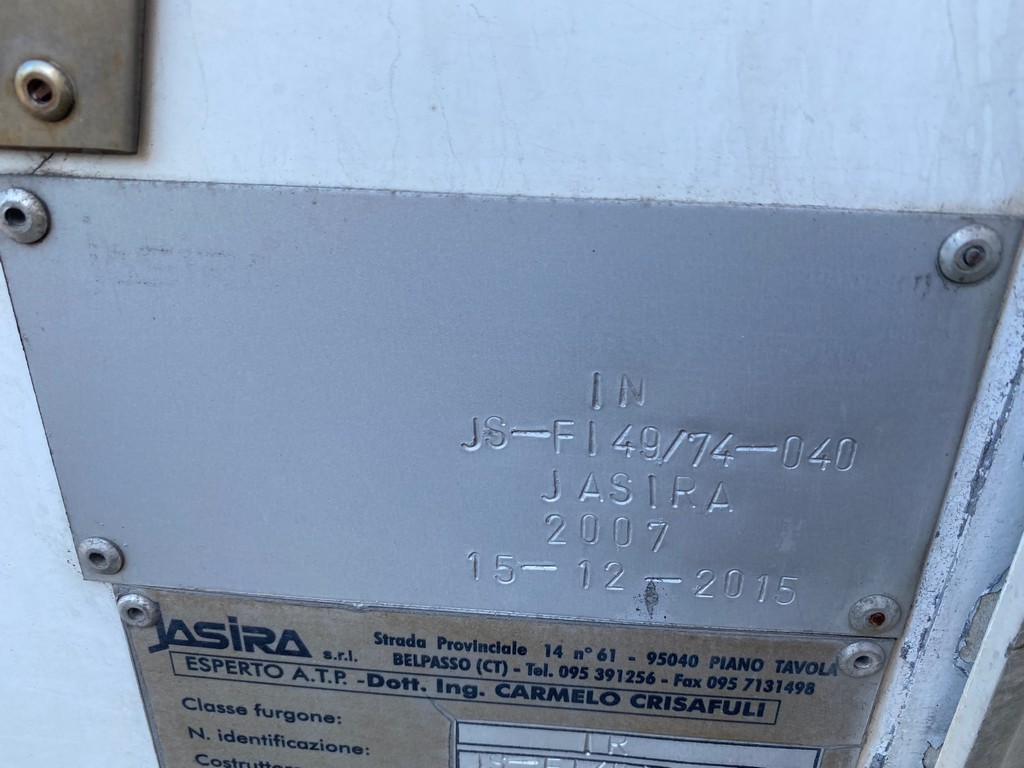 IN
JS-FI49/74-040
JASIRA
2007
15-12-2015
JASIRA s.r.l.
Strada Provinciale 14 n° 61 - 95040 PIANO TAVOLA
BELPASSO (CT) - Tel. 095 391256 - Fax 095 7131498
ESPERTO A.T.P. - Dott. Ing. CARMELO CRISAFULI
Classe furgone:
IR
N. identificazione: